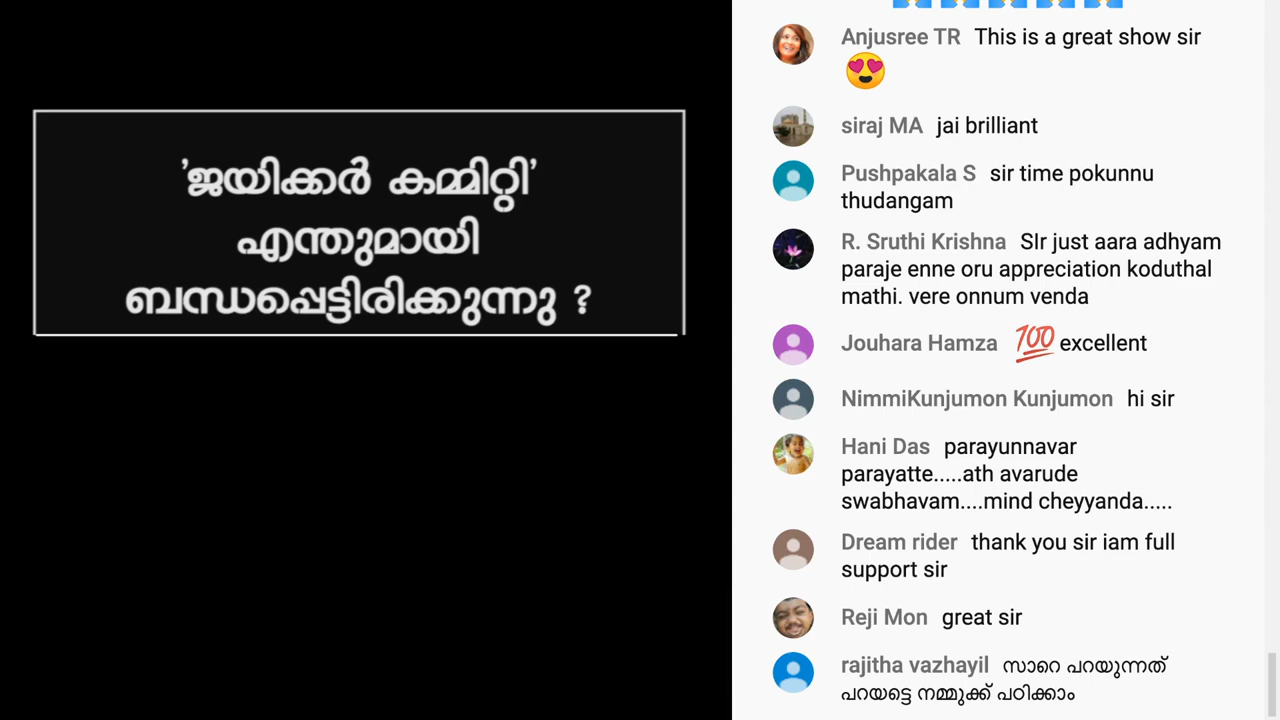 'ജയിക്കർ കമ്മിറ്റി'
എന്തുമായി
ബന്ധപ്പെട്ടിരിക്കുന്നു ?
Anjusree TR This is a great show sir
😍
siraj MA jai brilliant
Pushpakala S sir time pokunnu
thudangam
R. Sruthi Krishna SIr just aara adhyam
paraje enne oru appreciation koduthal
mathi. vere onnum venda
Jouhara Hamza 💯 excellent
NimmiKunjumon Kunjumon hi sir
Hani Das parayunnavar
parayatte.....ath avarude
swabhavam....mind cheyyanda.....
Dream rider thank you sir iam full
support sir
Reji Mon great sir
rajitha vazhayil സാറെ പറയുന്നത്
പറയട്ടെ നമ്മുക്ക് പഠിക്കാം